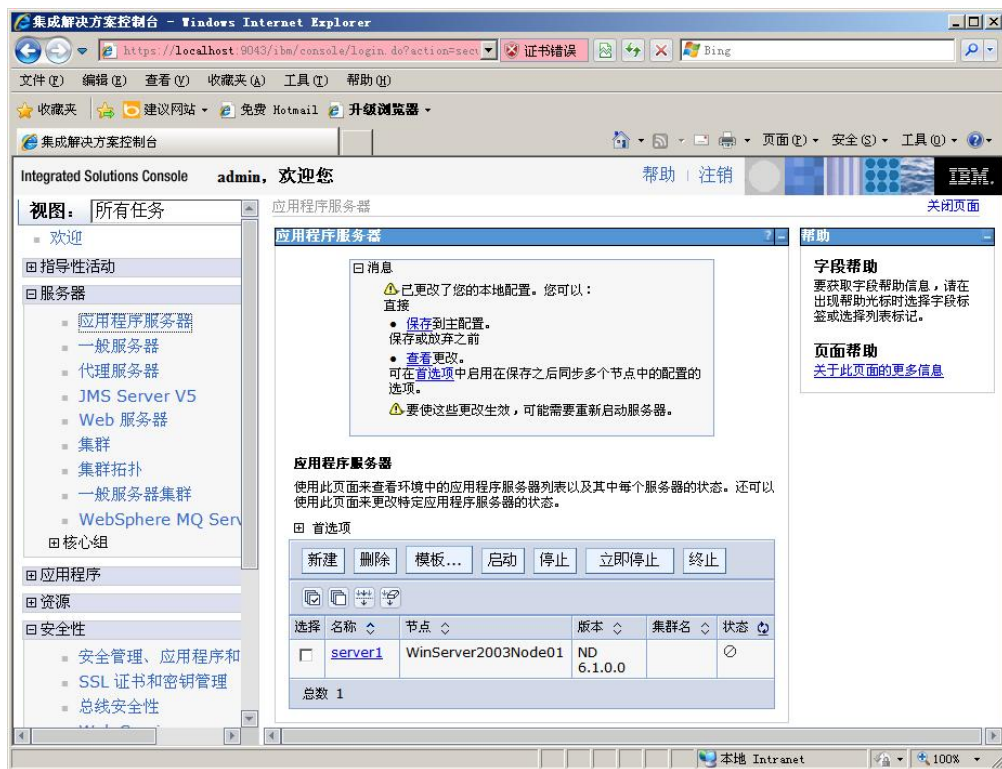 集成解决方案控制台 - Windows Internet Explorer
https://localhost:9043/ibm/console/login.do?action=secu
证书错误
Bing
文件(F) 编辑(E) 查看(V) 收藏夹(A) 工具(T) 帮助(H)
收藏夹 建议网站 免费 Hotmail 升级浏览器
集成解决方案控制台
页面(P) 安全(S) 工具(O)
Integrated Solutions Console admin, 欢迎您
帮助 | 注销
IBM.
视图: 所有任务
欢迎
指导性活动
服务器
应用程序服务器
一般服务器
代理服务器
JMS Server V5
Web 服务器
集群
集群拓扑
一般服务器集群
WebSphere MQ Serv
核心组
应用程序
资源
安全性
安全管理、应用程序和
SSL 证书和密钥管理
总线安全性
应用程序服务器
关闭页面
应用程序服务器
? -
消息
已更改了您的本地配置。您可以:
直接
• 保存到主配置。
保存或放弃之前
• 查看更改。
可在首选项中启用在保存之后同步多个节点中的配置的
选项。
要使这些更改生效,可能需要重新启动服务器。
应用程序服务器
使用此页面来查看环境中的应用程序服务器列表以及其中每个服务器的状态。还可以
使用此页面来更改特定应用程序服务器的状态。
首选项
新建 删除 模板... 启动 停止 立即停止 终止
选择 名称 节点 版本 集群名 状态
server1 WinServer2003Node01 ND
6.1.0.0
总数 1
帮助
字段帮助
要获取字段帮助信息,请在
出现帮助光标时选择字段标
签或选择列表标记。
页面帮助
关于此页面的更多信息
本地 Intranet
100%